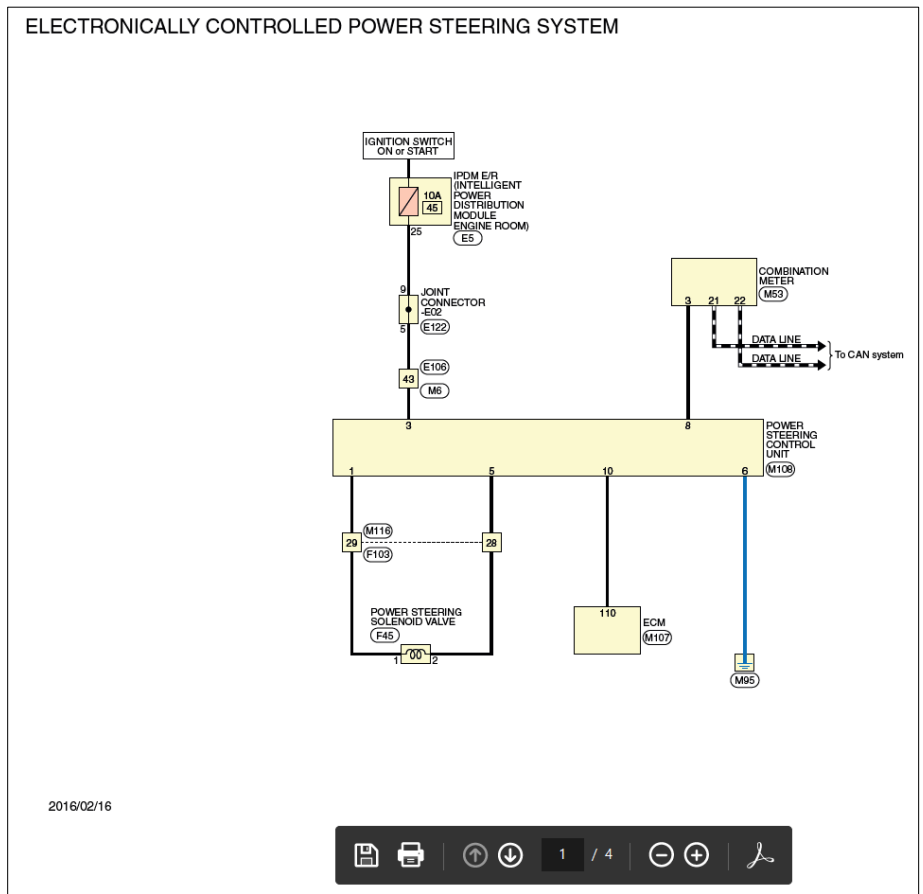 ELECTRONICALLY CONTROLLED POWER STEERING SYSTEM
IGNITION SWITCH
ON or START
10A
45
IPDM E/R
(INTELLIGENT
POWER
DISTRIBUTION
MODULE
ENGINE ROOM)
E5
25
9
JOINT
CONNECTOR
-E02
E122
5
43
E106
M6
COMBINATION
METER
M53
3 21 22
DATA LINE
DATA LINE
To CAN system
3 8
POWER
STEERING
CONTROL
UNIT
M108
1 5 10 6
29
M116
F103
28
POWER STEERING
SOLENOID VALVE
F45
1 2
110
ECM
M107
M95
2016/02/16
1 / 4